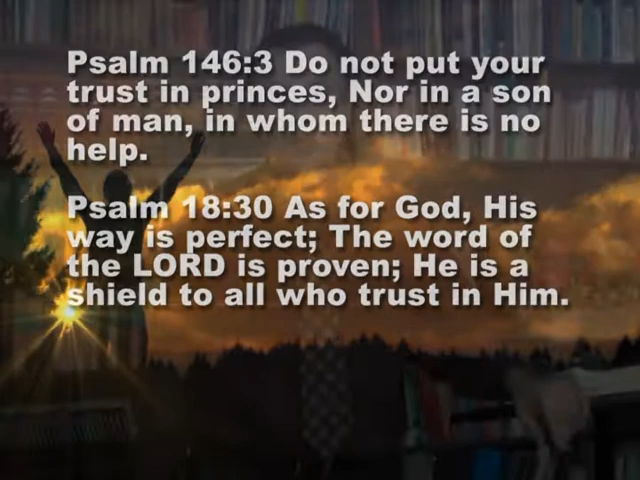 Psalm 146:3 Do not put your
trust in princes, Nor in a son
of man, in whom there is no
help.
Psalm 18:30 As for God, His
way is perfect; The word of
the LORD is proven; He is a
shield to all who trust in Him.